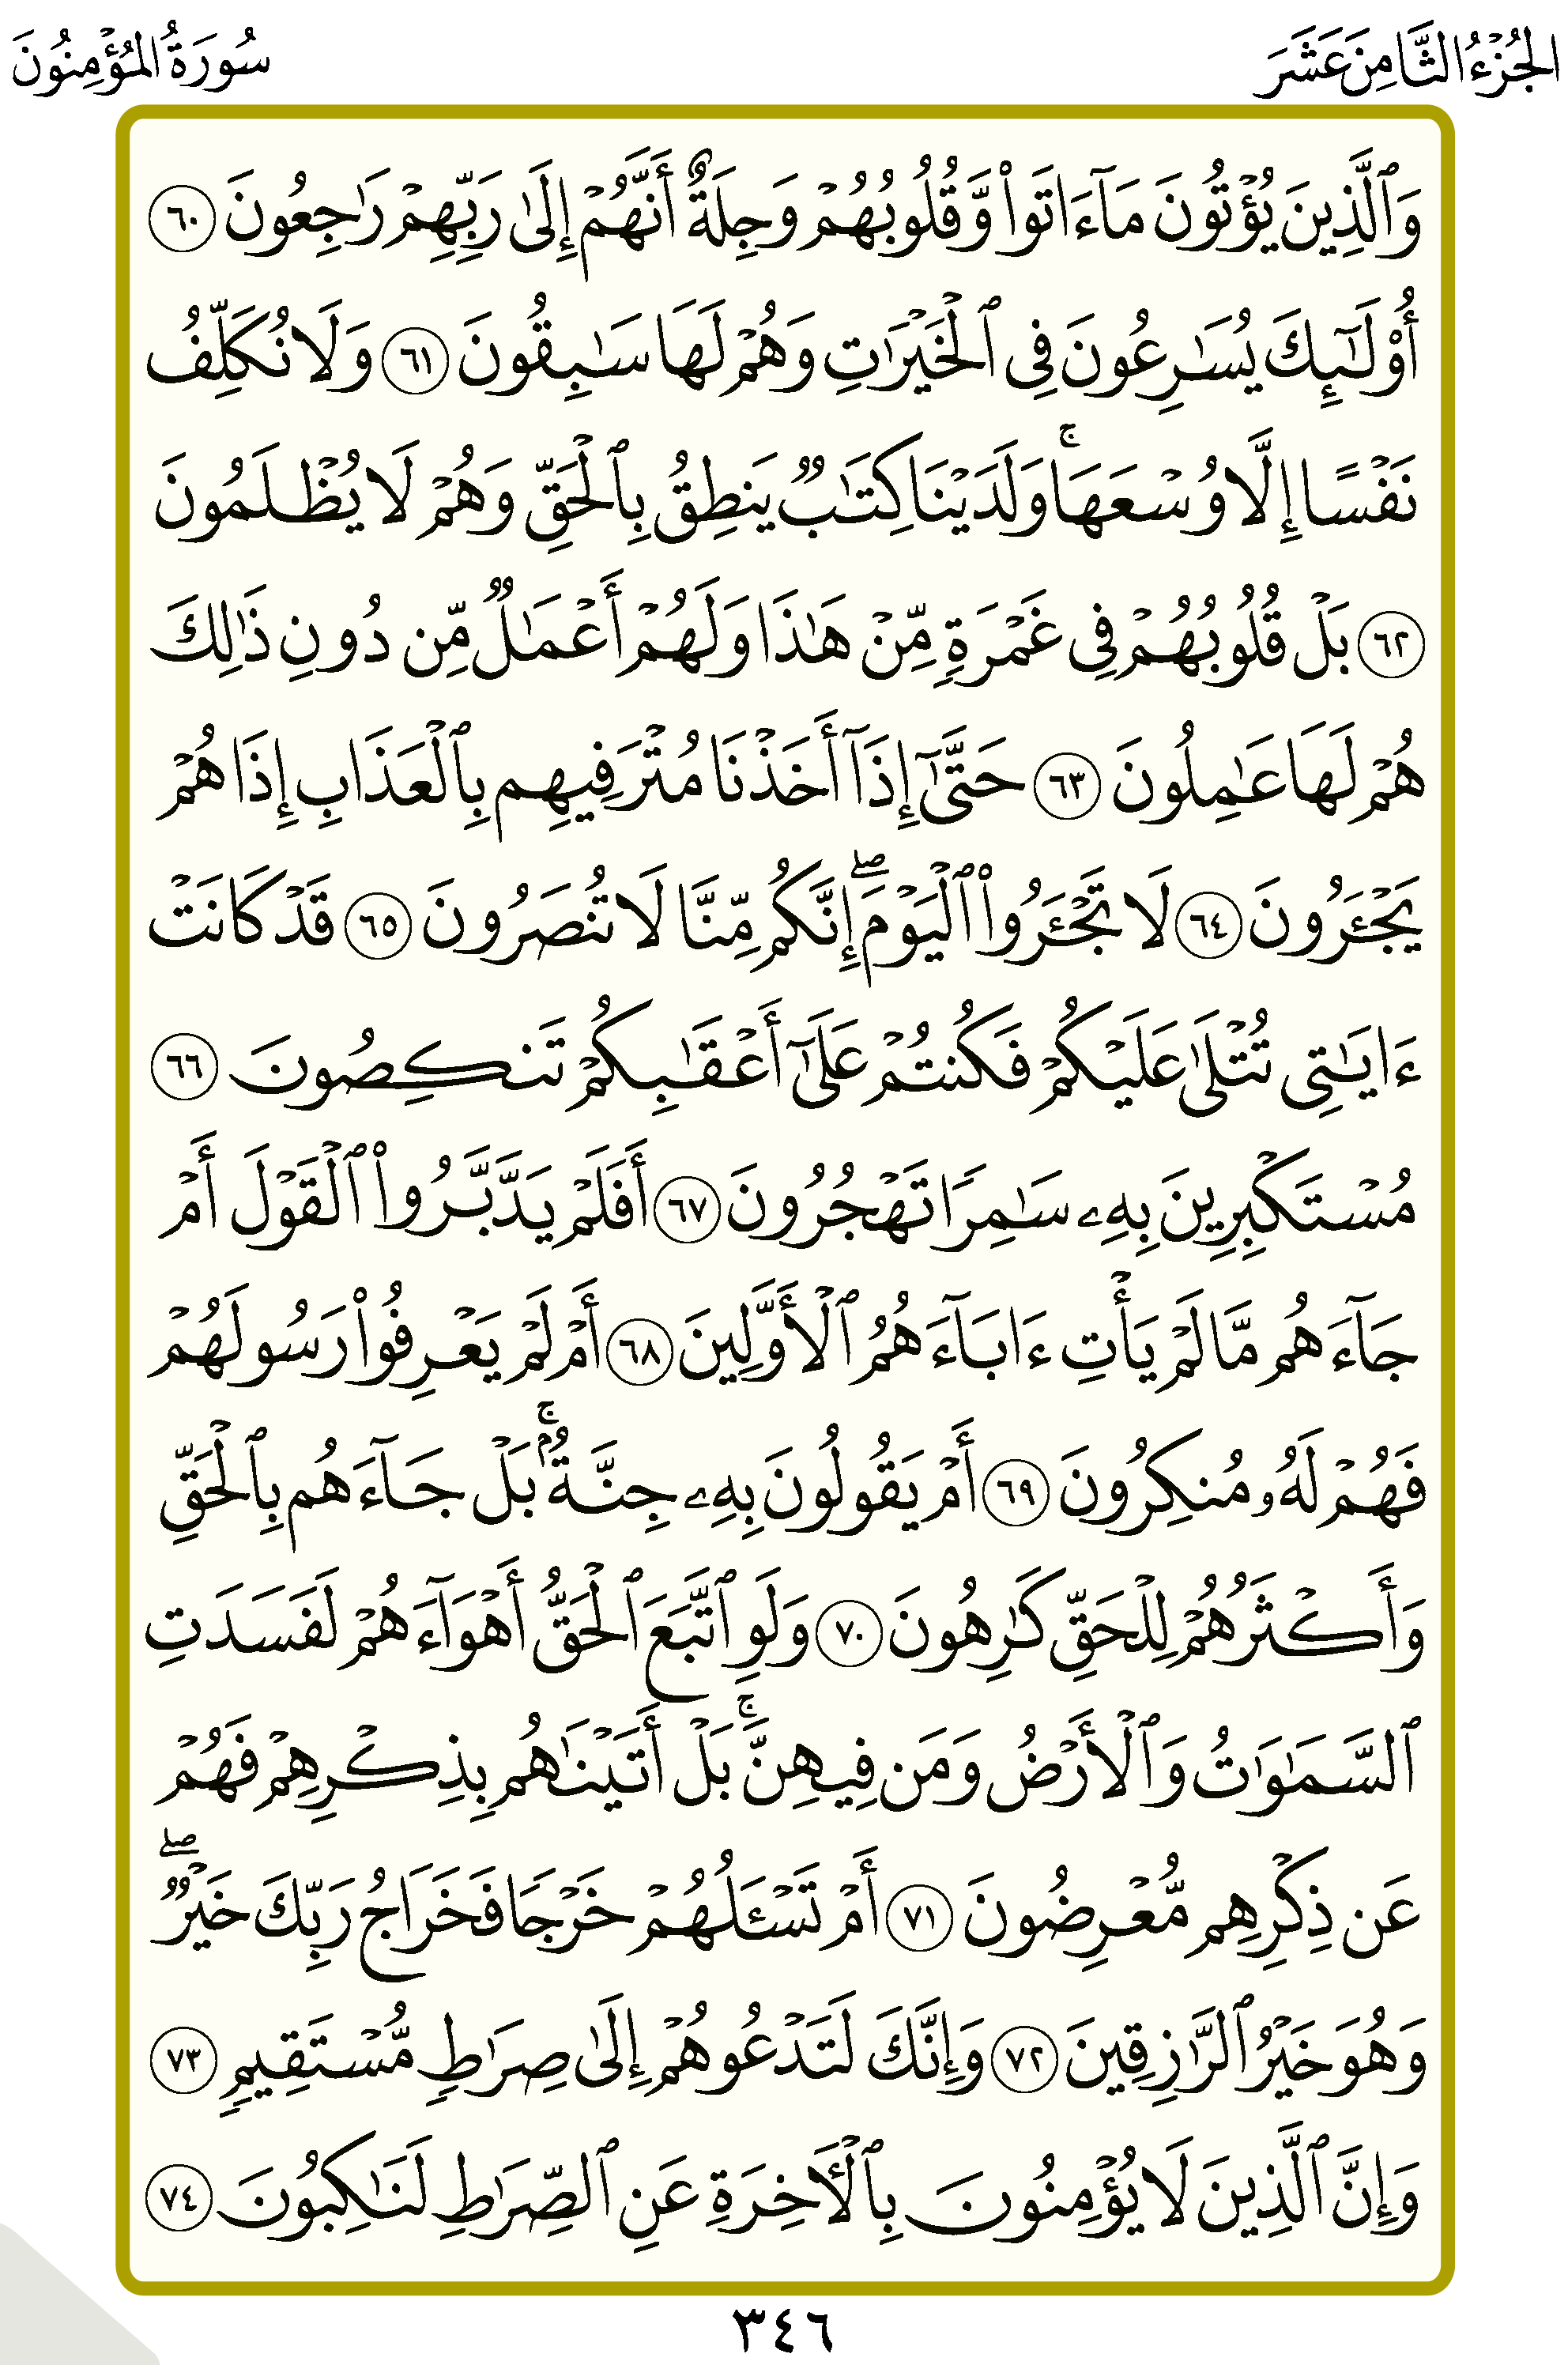 الجُزْءُ الثَّامِنَ عَشَرَ
سُورَةُ المُؤْمِنُونَ
وَٱلَّذِينَ يُؤْتُونَ مَآ ءَاتَوا۟ وَّقُلُوبُهُمْ وَجِلَةٌ أَنَّهُمْ إِلَىٰ رَبِّهِمْ رَٰجِعُونَ ٦٠
أُو۟لَـٰٓئِكَ يُسَـٰرِعُونَ فِى ٱلْخَيْرَٰتِ وَهُمْ لَهَا سَـٰبِقُونَ ٦١ وَلَا نُكَلِّفُ
نَفْسًا إِلَّا وُسْعَهَا ۚ وَلَدَيْنَا كِتَـٰبٌ يَنطِقُ بِٱلْحَقِّ وَهُمْ لَا يُظْلَمُونَ
٦٢ بَلْ قُلُوبُهُمْ فِى غَمْرَةٍ مِّنْ هَـٰذَا وَلَهُمْ أَعْمَـٰلٌ مِّن دُونِ ذَٰلِكَ
هُمْ لَهَا عَـٰمِلُونَ ٦٣ حَتَّىٰٓ إِذَآ أَخَذْنَا مُتْرَفِيهِم بِٱلْعَذَابِ إِذَا هُمْ
يَجْـَٔرُونَ ٦٤ لَا تَجْـَٔرُوا۟ ٱلْيَوْمَ ۖ إِنَّكُم مِّنَّا لَا تُنصَرُونَ ٦٥ قَدْ كَانَتْ
ءَايَـٰتِى تُتْلَىٰ عَلَيْكُمْ فَكُنتُمْ عَلَىٰٓ أَعْقَـٰبِكُمْ تَنكِصُونَ ٦٦
مُسْتَكْبِرِينَ بِهِۦ سَـٰمِرًا تَهْجُرُونَ ٦٧ أَفَلَمْ يَدَّبَّرُوا۟ ٱلْقَوْلَ أَمْ
جَآءَهُم مَّا لَمْ يَأْتِ ءَابَآءَهُمُ ٱلْأَوَّلِينَ ٦٨ أَمْ لَمْ يَعْرِفُوا۟ رَسُولَهُمْ
فَهُمْ لَهُۥ مُنكِرُونَ ٦٩ أَمْ يَقُولُونَ بِهِۦ جِنَّةٌۢ ۚ بَلْ جَآءَهُم بِٱلْحَقِّ
وَأَكْثَرُهُمْ لِلْحَقِّ كَـٰرِهُونَ ٧٠ وَلَوِ ٱتَّبَعَ ٱلْحَقُّ أَهْوَآءَهُمْ لَفَسَدَتِ
ٱلسَّمَـٰوَٰتُ وَٱلْأَرْضُ وَمَن فِيهِنَّ ۚ بَلْ أَتَيْنَـٰهُم بِذِكْرِهِمْ فَهُمْ
عَن ذِكْرِهِم مُّعْرِضُونَ ٧١ أَمْ تَسْـَٔلُهُمْ خَرْجًا فَخَرَاجُ رَبِّكَ خَيْرٌ ۖ
وَهُوَ خَيْرُ ٱلرَّٰزِقِينَ ٧٢ وَإِنَّكَ لَتَدْعُوهُمْ إِلَىٰ صِرَٰطٍ مُّسْتَقِيمٍ ٧٣
وَإِنَّ ٱلَّذِينَ لَا يُؤْمِنُونَ بِٱلْـَٔاخِرَةِ عَنِ ٱلصِّرَٰطِ لَنَـٰكِبُونَ ٧٤
٣٤٦